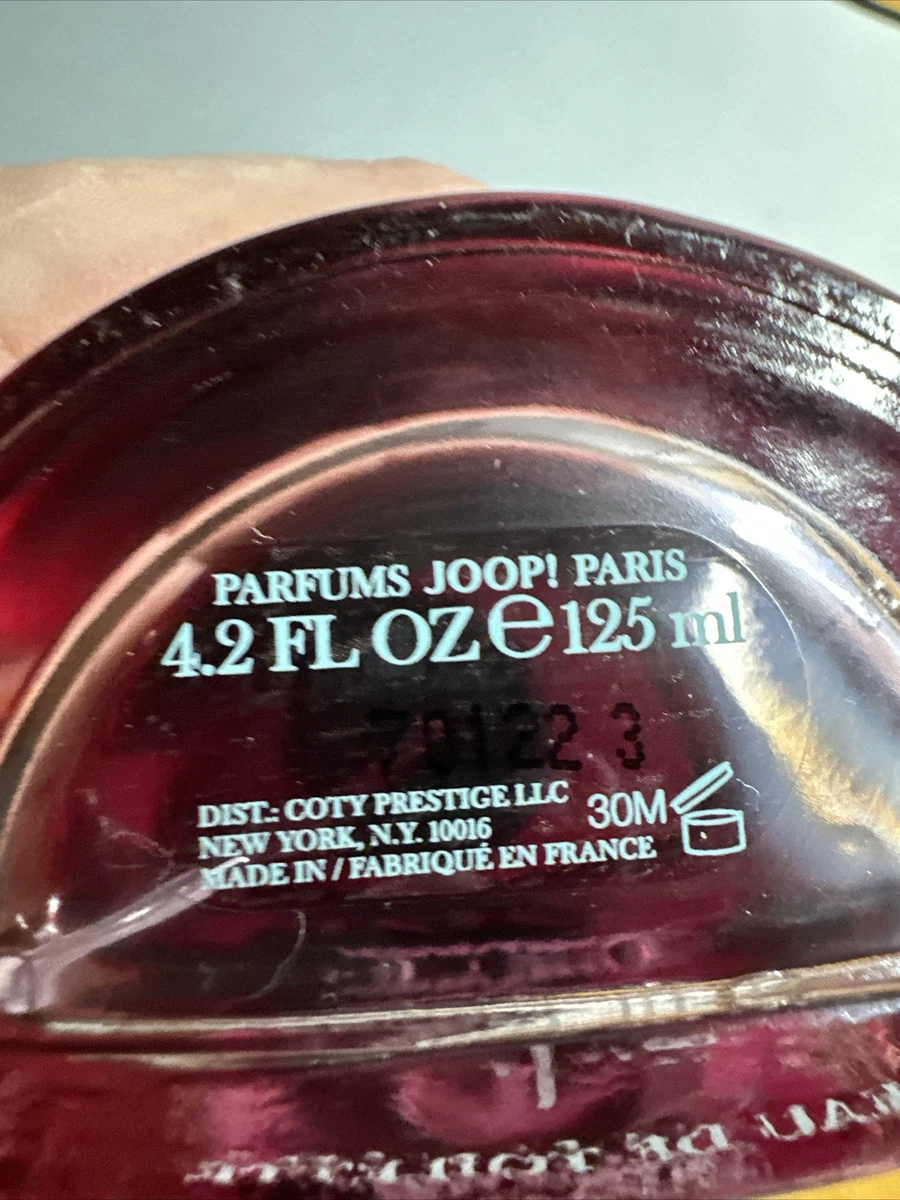 PARFUMS JOOP! PARIS
4.2 FL OZ e 125 ml
70122 3
DIST.: COTY PRESTIGE LLC
30M
NEW YORK, N.Y. 10016
MADE IN / FABRIQUÉ EN FRANCE